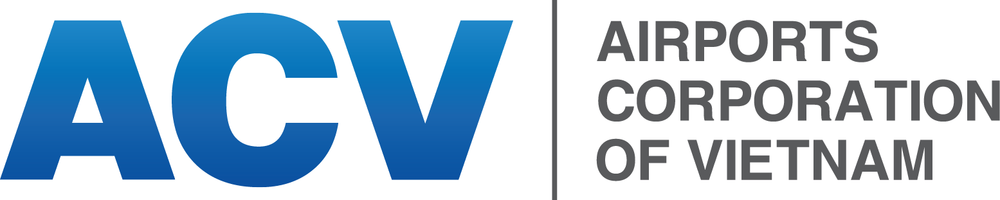 ACV
AIRPORTS
CORPORATION
OF VIETNAM